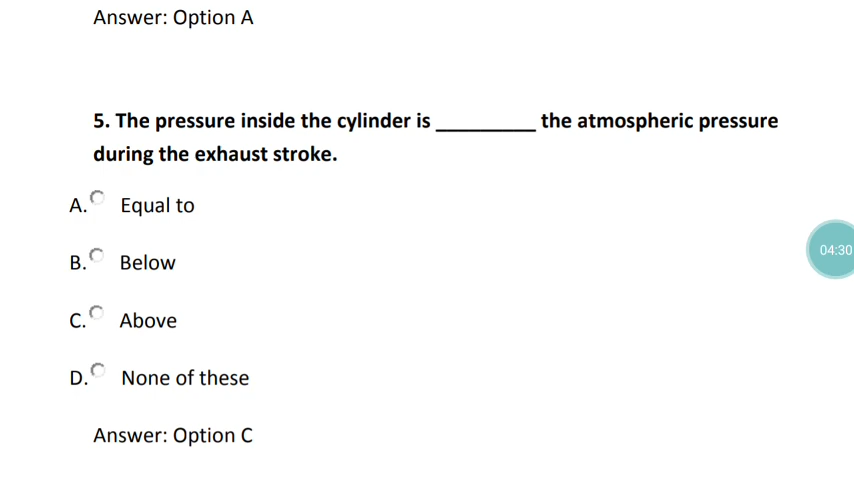 Answer: Option A
5. The pressure inside the cylinder is _________ the atmospheric pressure
during the exhaust stroke.
A. Equal to
B. Below
C. Above
D. None of these
Answer: Option C
04:30